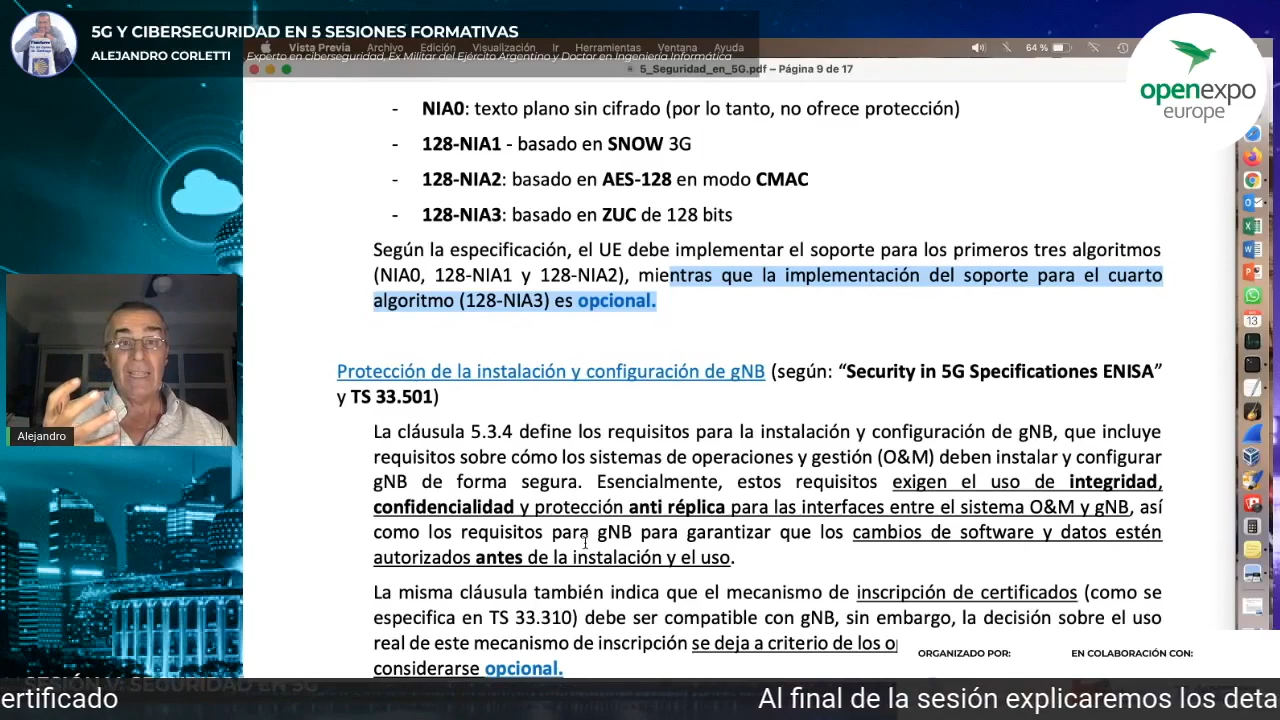 5G Y CIBERSEGURIDAD EN 5 SESIONES FORMATIVAS
ALEJANDRO CORLETTI Experto en ciberseguridad, Ex Militar del Ejército Argentino y Doctor en Ingeniería Informática
Vista Previa Archivo Edición Visualización Ir Herramientas Ventana Ayuda
64 %
5_Seguridad_en_5G.pdf – Página 9 de 17
openexpo
europe
- NIA0: texto plano sin cifrado (por lo tanto, no ofrece protección)
- 128-NIA1 - basado en SNOW 3G
- 128-NIA2: basado en AES-128 en modo CMAC
- 128-NIA3: basado en ZUC de 128 bits
Según la especificación, el UE debe implementar el soporte para los primeros tres algoritmos
(NIA0, 128-NIA1 y 128-NIA2), mientras que la implementación del soporte para el cuarto
algoritmo (128-NIA3) es opcional.
Protección de la instalación y configuración de gNB (según: “Security in 5G Specificationes ENISA”
y TS 33.501)
La cláusula 5.3.4 define los requisitos para la instalación y configuración de gNB, que incluye
requisitos sobre cómo los sistemas de operaciones y gestión (O&M) deben instalar y configurar
gNB de forma segura. Esencialmente, estos requisitos exigen el uso de integridad,
confidencialidad y protección anti réplica para las interfaces entre el sistema O&M y gNB, así
como los requisitos para gNB para garantizar que los cambios de software y datos estén
autorizados antes de la instalación y el uso.
La misma cláusula también indica que el mecanismo de inscripción de certificados (como se
especifica en TS 33.310) debe ser compatible con gNB, sin embargo, la decisión sobre el uso
real de este mecanismo de inscripción se deja a criterio de los o
considerarse opcional.
Alejandro
13
ORGANIZADO POR: EN COLABORACIÓN CON:
SESIÓN V: SEGURIDAD EN 5G
ertificado Al final de la sesión explicaremos los deta